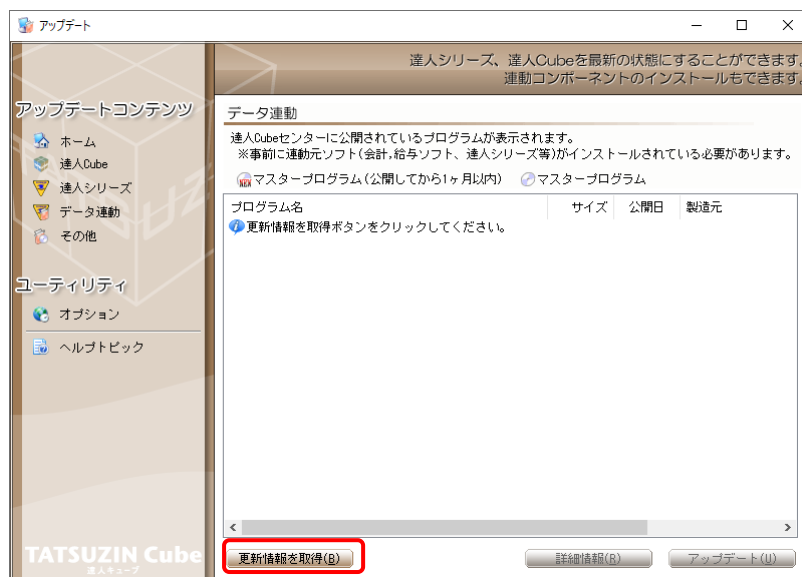 アップデート
達人シリーズ、達人Cubeを最新の状態にすることができます。
連動コンポーネントのインストールもできます。
アップデートコンテンツ
ホーム
達人Cube
達人シリーズ
データ連動
その他
ユーティリティ
オプション
ヘルプトピック
TATSUZIN Cube
達人キューブ
データ連動
達人Cubeセンターに公開されているプログラムが表示されます。
※事前に連動元ソフト(会計,給与ソフト、達人シリーズ等)がインストールされている必要があります。
NEW マスタープログラム(公開してから1ヶ月以内) マスタープログラム
プログラム名 サイズ 公開日 製造元
更新情報を取得ボタンをクリックしてください。
更新情報を取得(B) 詳細情報(R) アップデート(U)